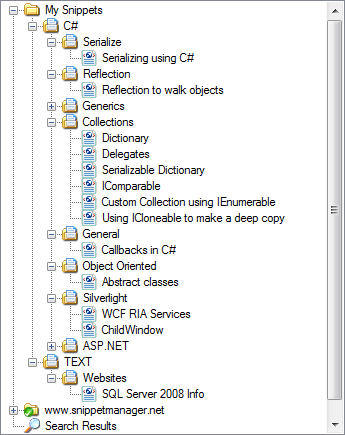 My Snippets
C#
Serialize
Serializing using C#
Reflection
Reflection to walk objects
Generics
Collections
Dictionary
Delegates
Serializable Dictionary
IComparable
Custom Collection using IEnumerable
Using ICloneable to make a deep copy
General
Callbacks in C#
Object Oriented
Abstract classes
Silverlight
WCF RIA Services
ChildWindow
ASP.NET
TEXT
Websites
SQL Server 2008 Info
www.snippetmanager.net
Search Results